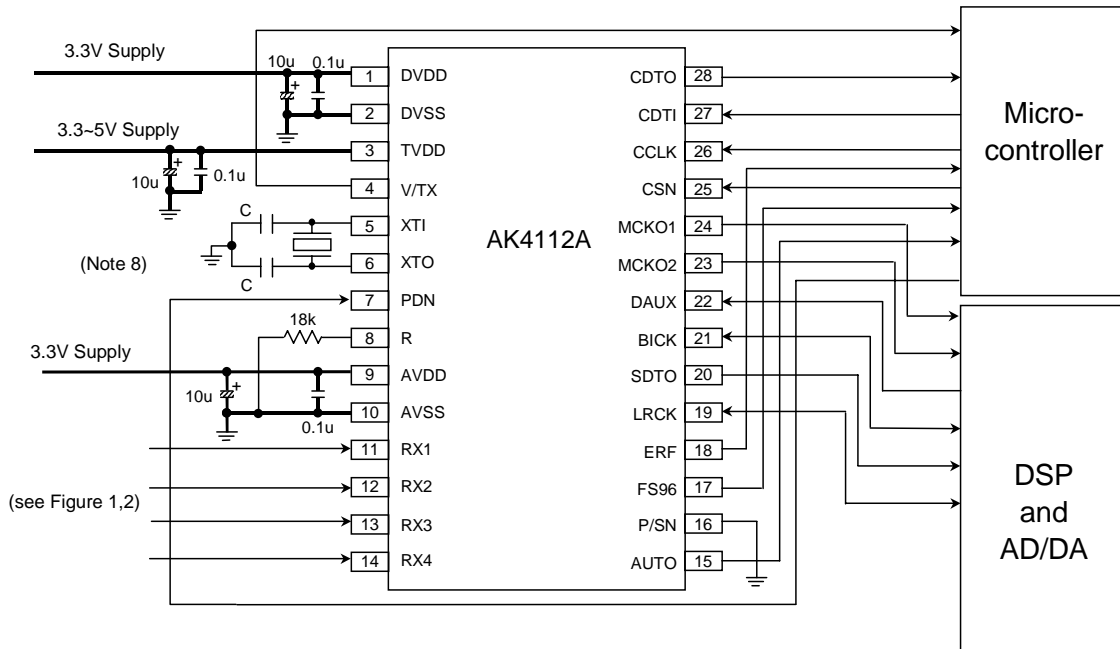 3.3V Supply
10u
+
0.1u
3.3~5V Supply
10u
+
0.1u
C
(Note 8)
C
18k
3.3V Supply
10u
+
0.1u
(see Figure 1,2)
1 DVDD
2 DVSS
3 TVDD
4 V/TX
5 XTI
6 XTO
7 PDN
8 R
9 AVDD
10 AVSS
11 RX1
12 RX2
13 RX3
14 RX4
AK4112A
CDTO 28
CDTI 27
CCLK 26
CSN 25
MCKO1 24
MCKO2 23
DAUX 22
BICK 21
SDTO 20
LRCK 19
ERF 18
FS96 17
P/SN 16
AUTO 15
Micro-
controller
DSP
and
AD/DA